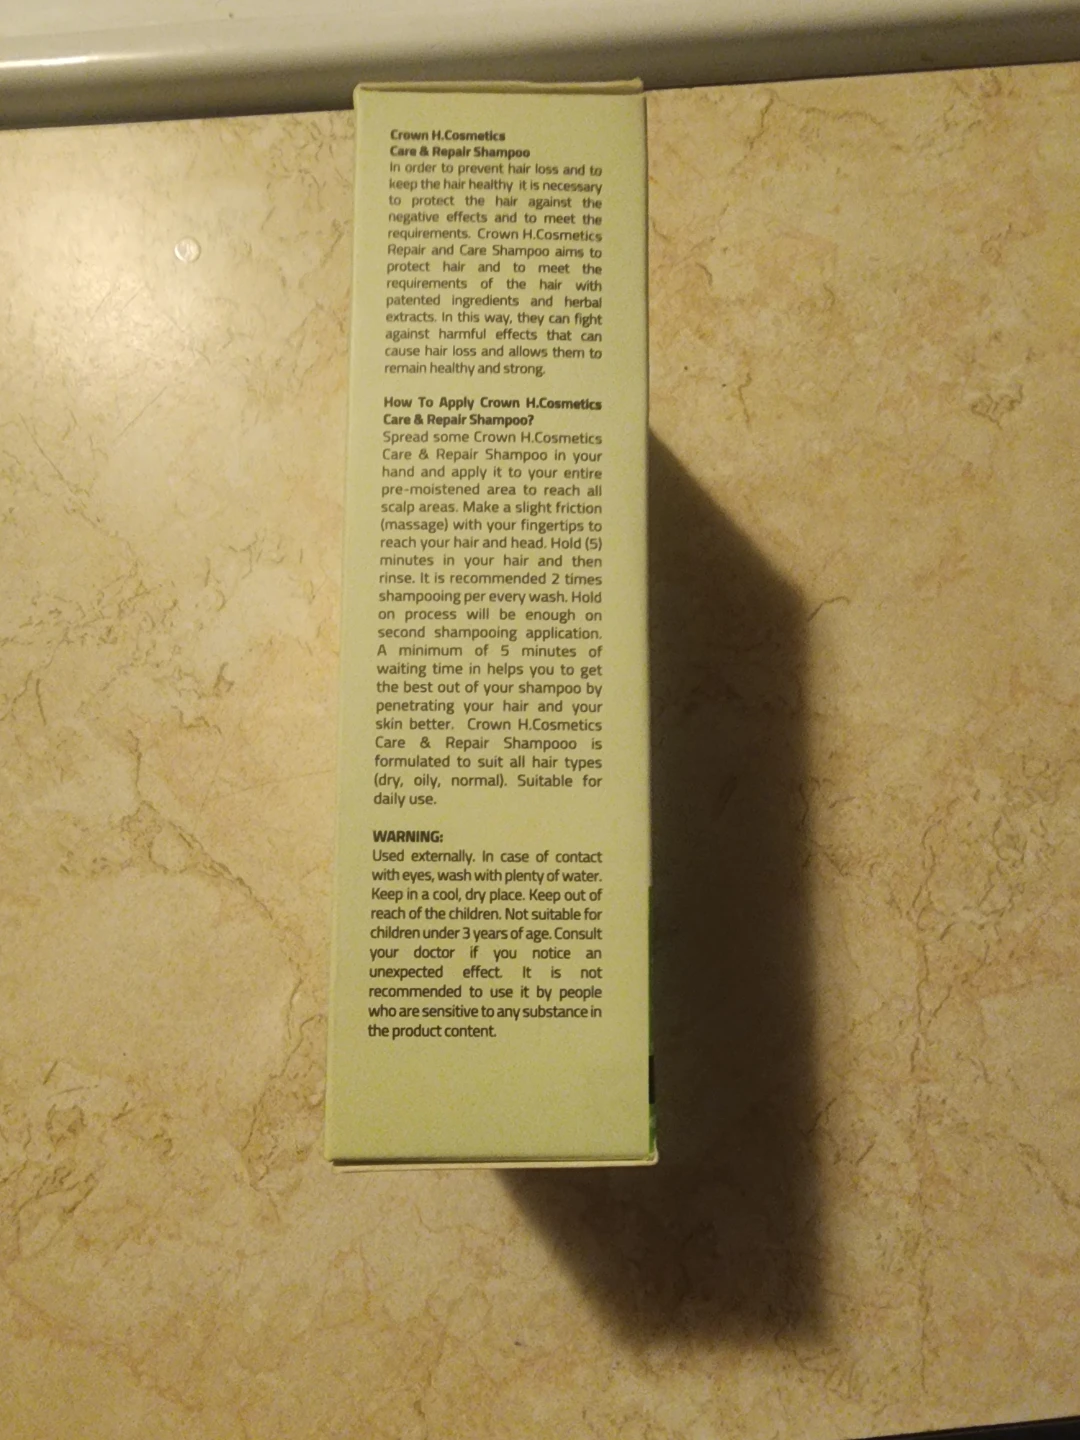 Crown H.Cosmetics
Care & Repair Shampoo
In order to prevent hair loss and to
keep the hair healthy it is necessary
to protect the hair against the
negative effects and to meet the
requirements. Crown H.Cosmetics
Repair and Care Shampoo aims to
protect hair and to meet the
requirements of the hair with
patented ingredients and herbal
extracts. In this way, they can fight
against harmful effects that can
cause hair loss and allows them to
remain healthy and strong.
How To Apply Crown H.Cosmetics
Care & Repair Shampoo?
Spread some Crown H.Cosmetics
Care & Repair Shampoo in your
hand and apply it to your entire
pre-moistened area to reach all
scalp areas. Make a slight friction
(massage) with your fingertips to
reach your hair and head. Hold (5)
minutes in your hair and then
rinse. It is recommended 2 times
shampooing per every wash. Hold
on process will be enough on
second shampooing application.
A minimum of 5 minutes of
waiting time in helps you to get
the best out of your shampoo by
penetrating your hair and your
skin better. Crown H.Cosmetics
Care & Repair Shampooo is
formulated to suit all hair types
(dry, oily, normal). Suitable for
daily use.
WARNING:
Used externally. In case of contact
with eyes, wash with plenty of water.
Keep in a cool, dry place. Keep out of
reach of the children. Not suitable for
children under 3 years of age. Consult
your doctor if you notice an
unexpected effect. It is not
recommended to use it by people
who are sensitive to any substance in
the product content.